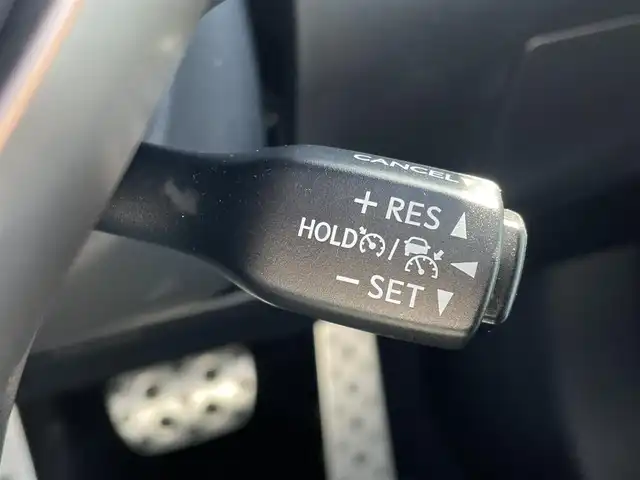 CANCEL
+ RES
HOLD /
− SET